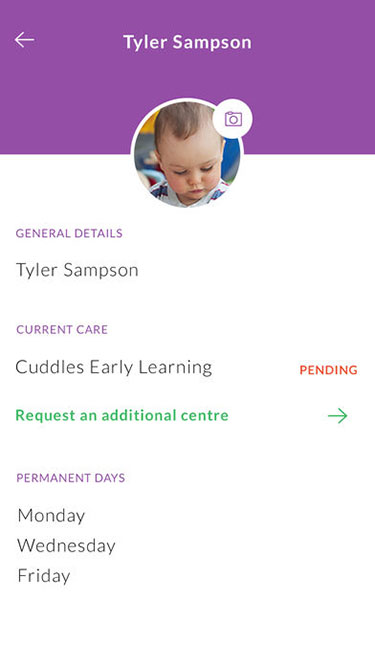 Tyler Sampson
GENERAL DETAILS
Tyler Sampson
CURRENT CARE
Cuddles Early Learning PENDING
Request an additional centre
PERMANENT DAYS
Monday
Wednesday
Friday